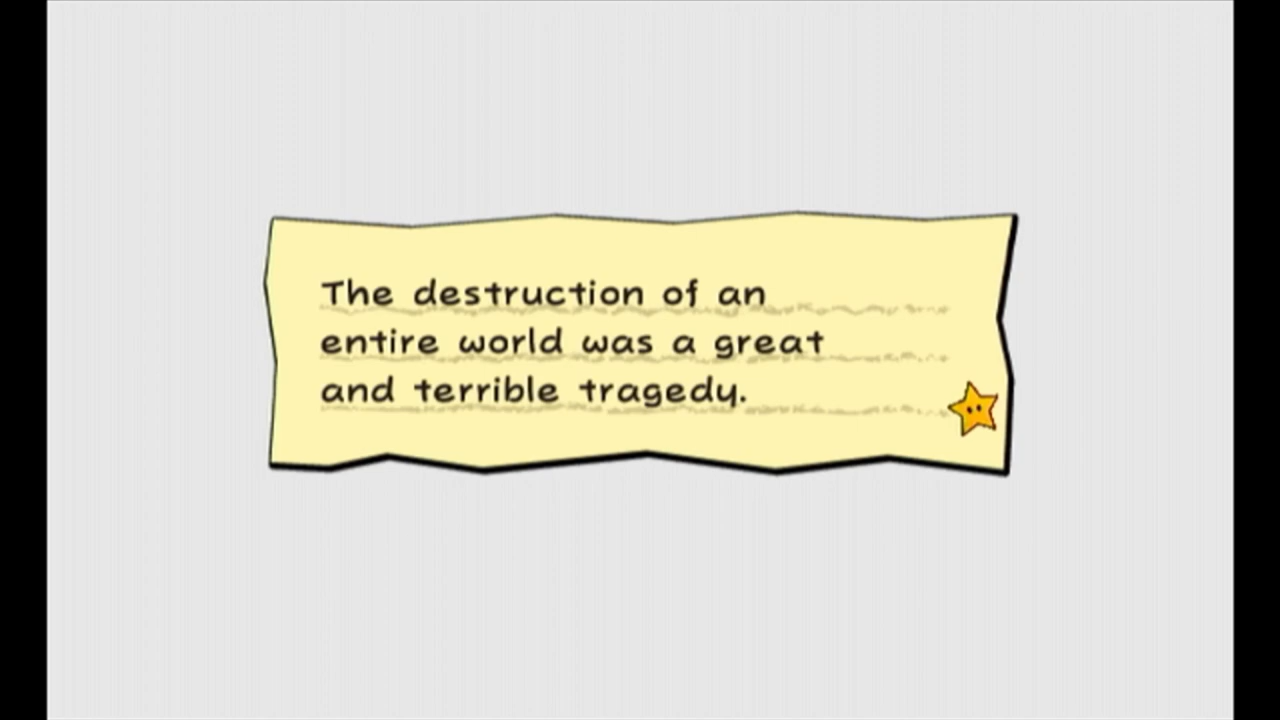 The destruction of an
entire world was a great
and terrible tragedy.